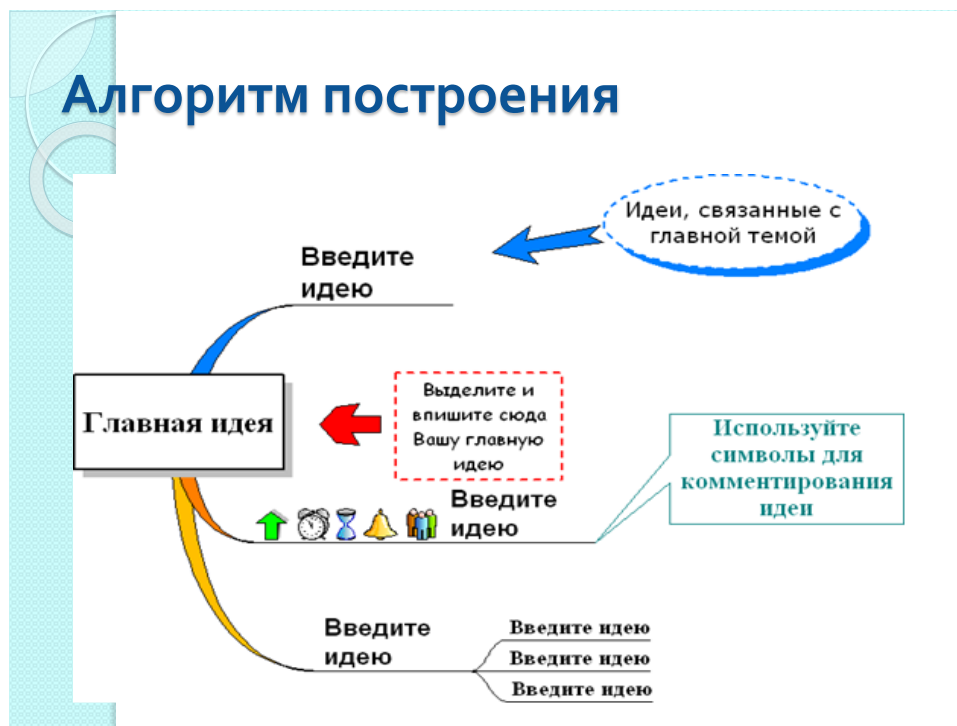 Алгоритм построения
Идеи, связанные с
главной темой
Введите
идею
Главная идея
Выделите и
впишите сюда
Вашу главную
идею
Используйте
символы для
комментирования
идеи
Введите
идею
Введите
идею
Введите идею
Введите идею
Введите идею